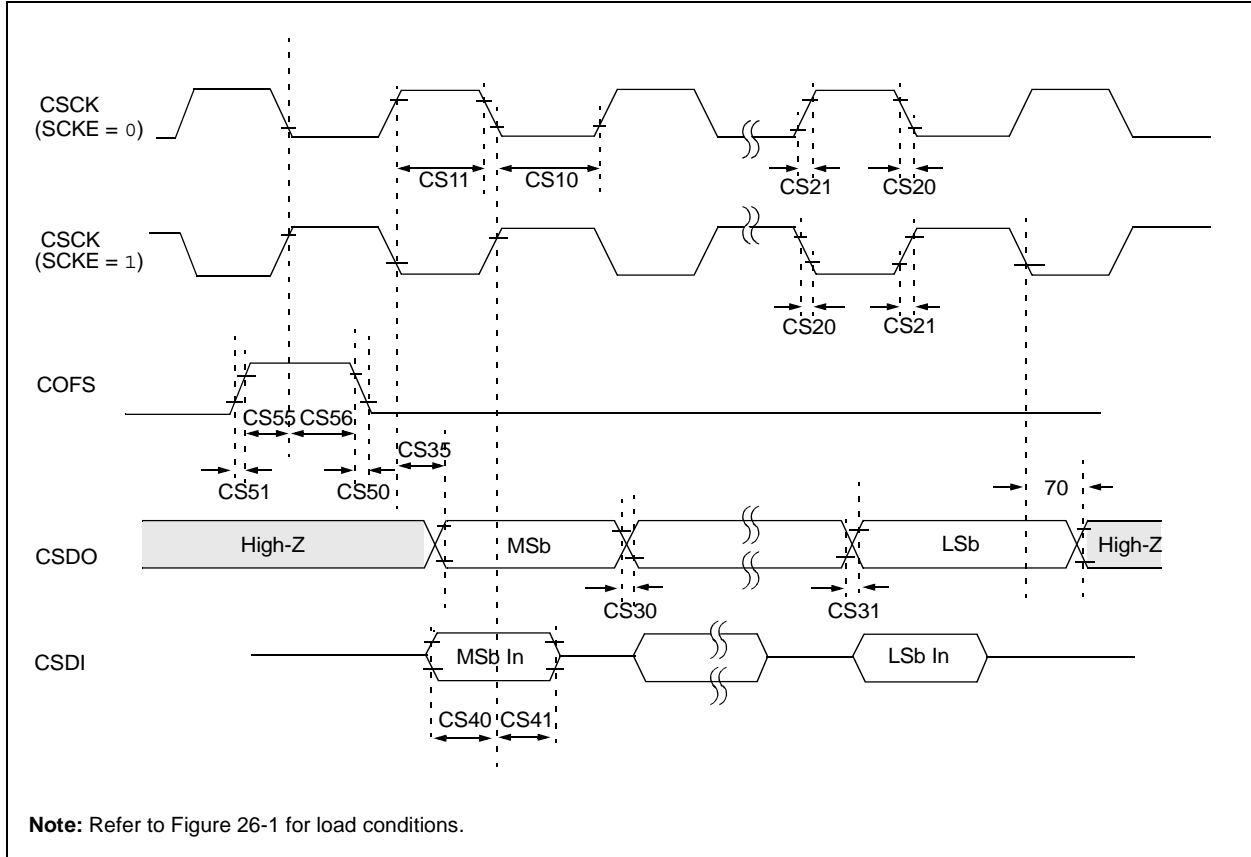 CSCK
(SCKE = 0)
CS11
CS10
CS21
CS20
CSCK
(SCKE = 1)
CS20
CS21
COFS
CS55
CS56
CS35
CS51
CS50
70
CSDO
High-Z
MSb
LSb
High-Z
CS30
CS31
CSDI
MSb In
LSb In
CS40
CS41
Note: Refer to Figure 26-1 for load conditions.